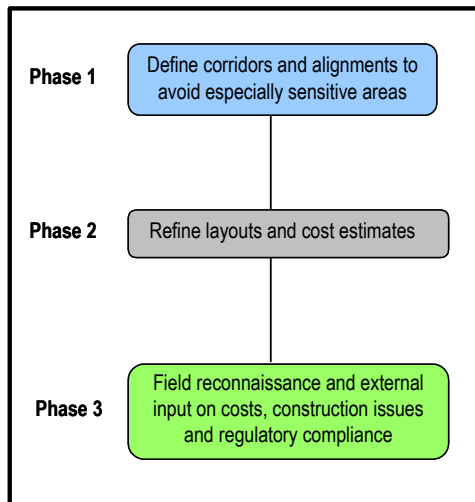 Phase 1
Define corridors and alignments to
avoid especially sensitive areas
Phase 2
Refine layouts and cost estimates
Phase 3
Field reconnaissance and external
input on costs, construction issues
and regulatory compliance